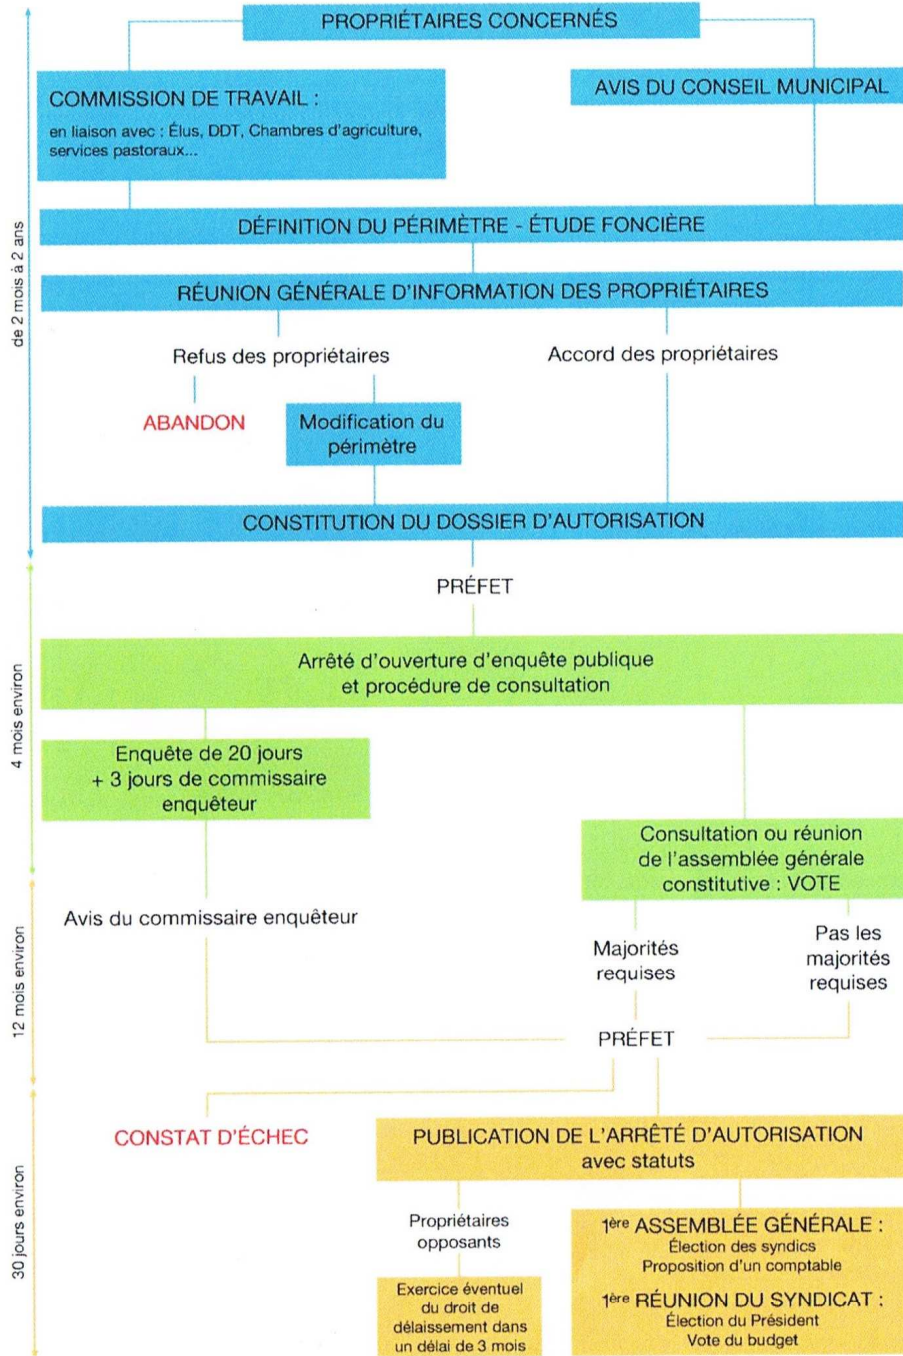 PROPRIÉTAIRES CONCERNÉS
COMMISSION DE TRAVAIL :
en liaison avec : Élus, DDT, Chambres d'agriculture,
services pastoraux...
AVIS DU CONSEIL MUNICIPAL
DÉFINITION DU PÉRIMÈTRE - ÉTUDE FONCIÈRE
RÉUNION GÉNÉRALE D'INFORMATION DES PROPRIÉTAIRES
de 2 mois à 2 ans
Refus des propriétaires
Accord des propriétaires
ABANDON
Modification du
périmètre
CONSTITUTION DU DOSSIER D'AUTORISATION
PRÉFET
Arrêté d'ouverture d'enquête publique
et procédure de consultation
4 mois environ
Enquête de 20 jours
+ 3 jours de commissaire
enquêteur
Consultation ou réunion
de l'assemblée générale
constitutive : VOTE
Avis du commissaire enquêteur
Majorités
requises
Pas les
majorités
requises
12 mois environ
PRÉFET
CONSTAT D'ÉCHEC
PUBLICATION DE L'ARRÊTÉ D'AUTORISATION
avec statuts
30 jours environ
Propriétaires
opposants
Exercice éventuel
du droit de
délaissement dans
un délai de 3 mois
1ère ASSEMBLÉE GÉNÉRALE :
Élection des syndics
Proposition d'un comptable
1ère RÉUNION DU SYNDICAT :
Élection du Président
Vote du budget